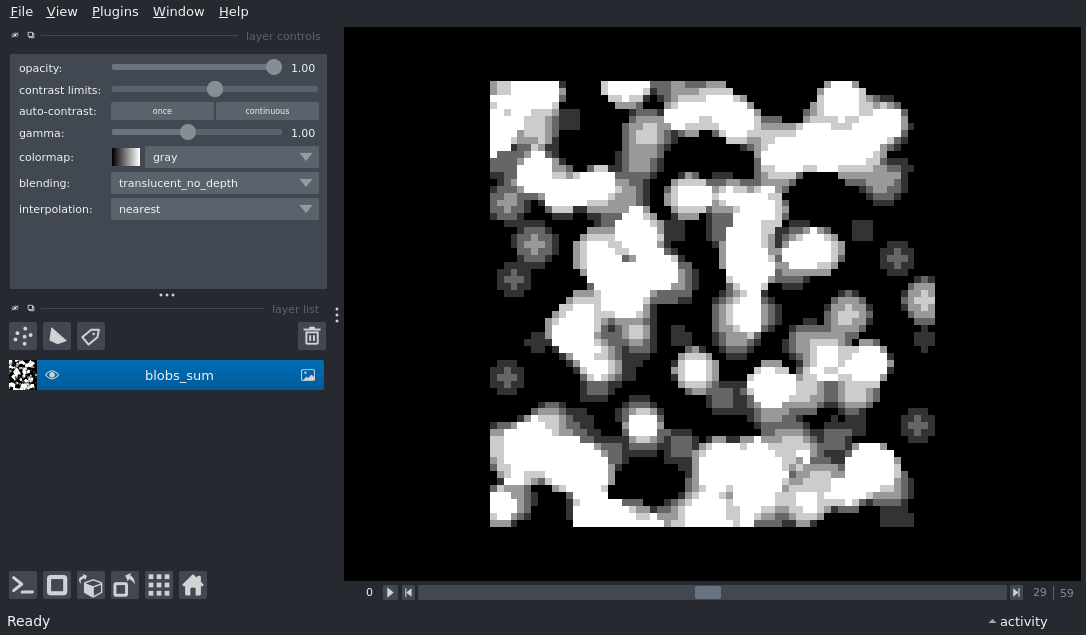 File View Plugins Window Help
layer controls
opacity: 1.00
contrast limits:
auto-contrast: once continuous
gamma: 1.00
colormap: gray
blending: translucent_no_depth
interpolation: nearest
layer list
blobs_sum
0 29 59
Ready activity